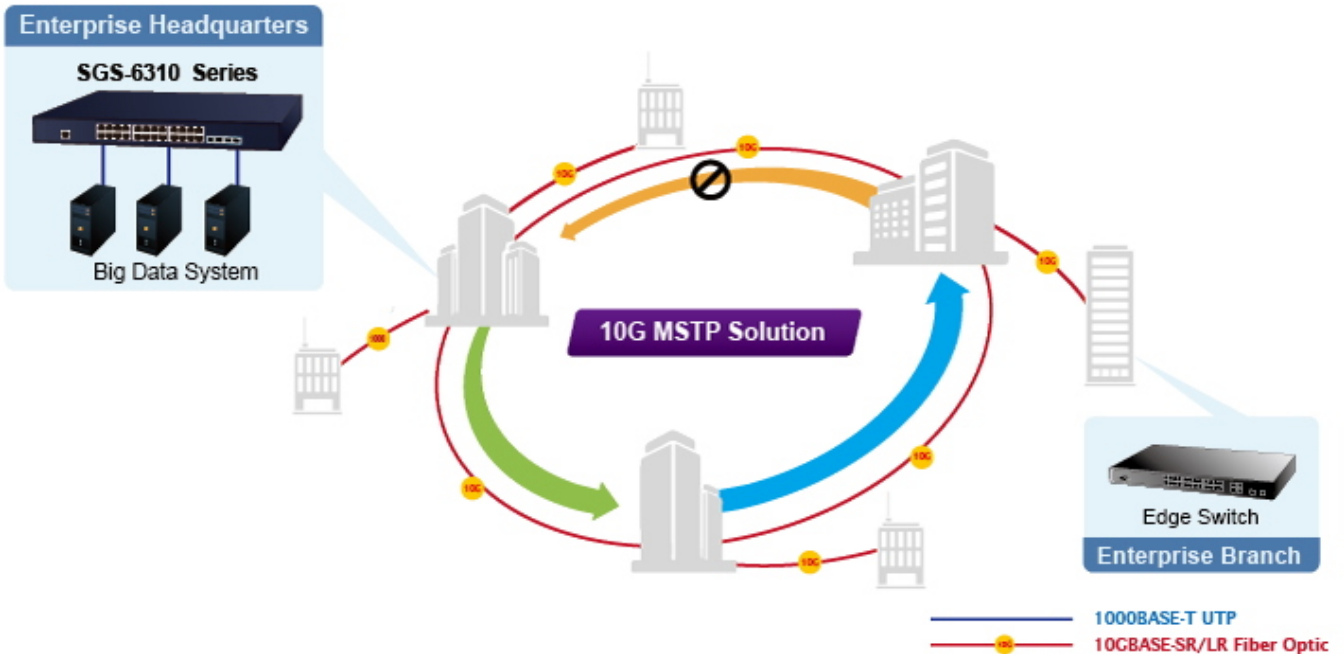 Enterprise Headquarters
SGS-6310 Series
Big Data System
10G
10G
10G
1000
10G MSTP Solution
10G
10G
10G
Edge Switch
Enterprise Branch
1000BASE-T UTP
10G
10GBASE-SR/LR Fiber Optic